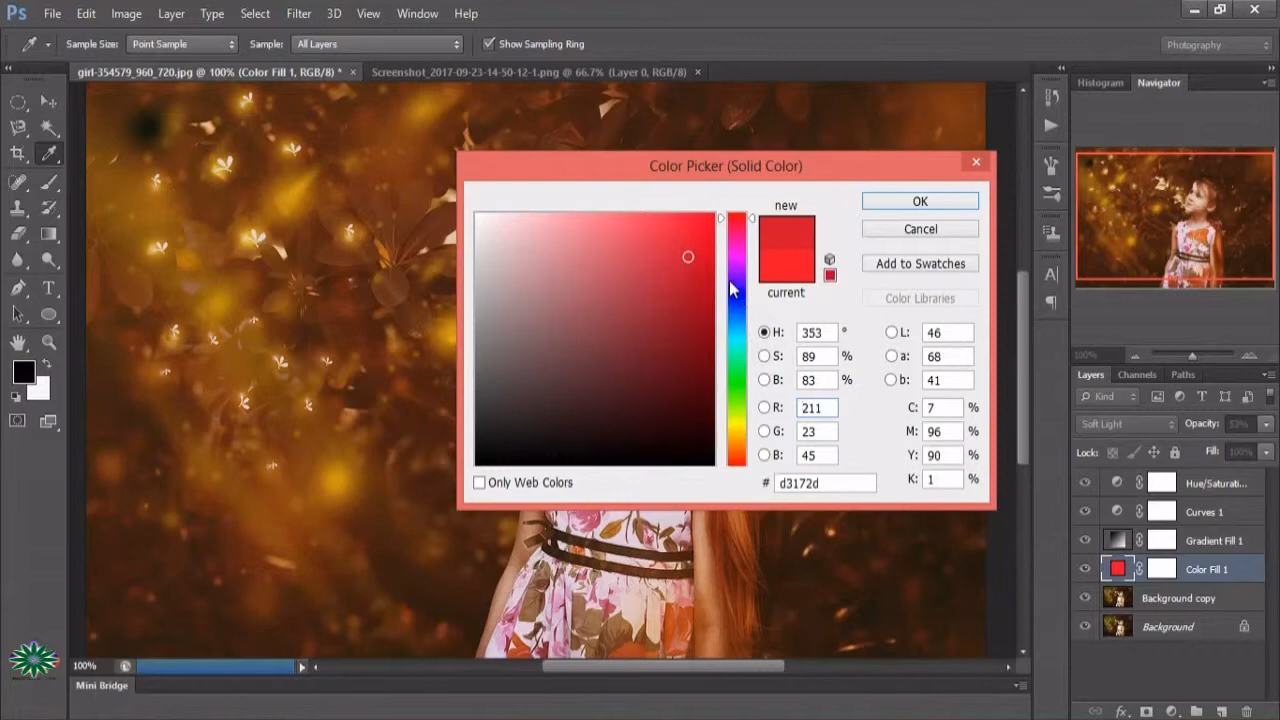 Ps File Edit Image Layer Type Select Filter 3D View Window Help
Sample Size: Point Sample Sample: All Layers Show Sampling Ring Photography
girl-354579_960_720.jpg @ 100% (Color Fill 1, RGB/8) * × Screenshot_2017-09-23-14-50-12-1.png @ 66.7% (Layer 0, RGB/8) ×
Histogram Navigator
Color Picker (Solid Color)
new
OK
Cancel
Add to Swatches
current
Color Libraries
H: 353 °
S: 89 %
B: 83 %
R: 211
G: 23
B: 45
# d3172d
L: 46
a: 68
b: 41
C: 7 %
M: 96 %
Y: 90 %
K: 1 %
Only Web Colors
100%
Layers Channels Paths
Kind
Soft Light Opacity: 53%
Lock: Fill: 100%
Hue/Saturati...
Curves 1
Gradient Fill 1
Color Fill 1
Background copy
Background
100%
Mini Bridge